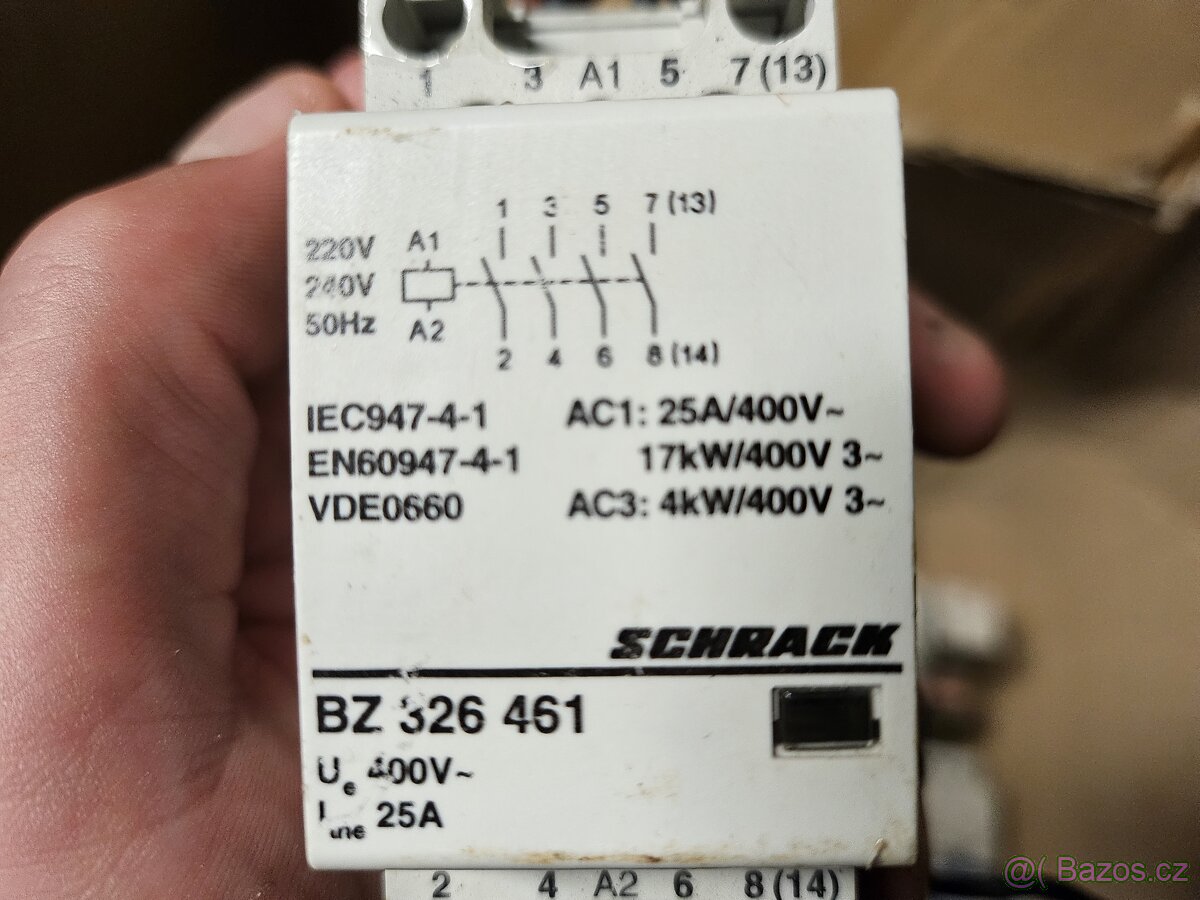 1 3 A1 5 7 (13)
1 3 5 7 (13)
220V A1
240V
50Hz A2
2 4 6 8 (14)
IEC947-4-1 AC1: 25A/400V~
EN60947-4-1 17kW/400V 3~
VDE0660 AC3: 4kW/400V 3~
SCHRACK
BZ 326 461
Ue 400V~
Ithe 25A
2 4 A2 6 8 (14)
@( Bazos.cz